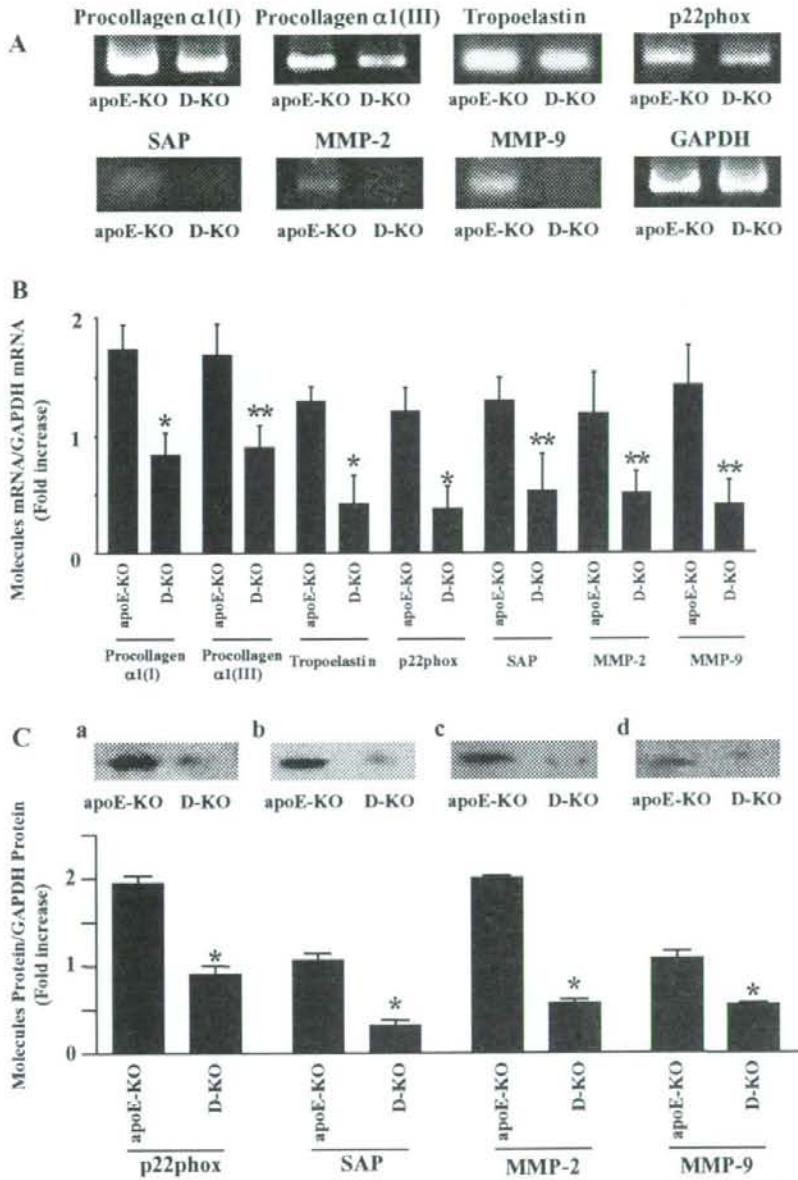 Procollagen α1(I) Procollagen α1(III) Tropoelastin p22phox
A
apoE-KO D-KO apoE-KO D-KO apoE-KO D-KO apoE-KO D-KO
SAP MMP-2 MMP-9 GAPDH
apoE-KO D-KO apoE-KO D-KO apoE-KO D-KO apoE-KO D-KO
B
Molecules mRNA/GAPDH mRNA
(Fold increase)
2
1
0
* ** * * ** ** **
apoE-KO D-KO apoE-KO D-KO apoE-KO D-KO apoE-KO D-KO apoE-KO D-KO apoE-KO D-KO apoE-KO D-KO
Procollagen α1(I) Procollagen α1(III) Tropoelastin p22phox SAP MMP-2 MMP-9
C
a b c d
apoE-KO D-KO apoE-KO D-KO apoE-KO D-KO apoE-KO D-KO
Molecules Protein/GAPDH Protein
(Fold increase)
2
1
0
* * * *
apoE-KO D-KO apoE-KO D-KO apoE-KO D-KO apoE-KO D-KO
p22phox SAP MMP-2 MMP-9